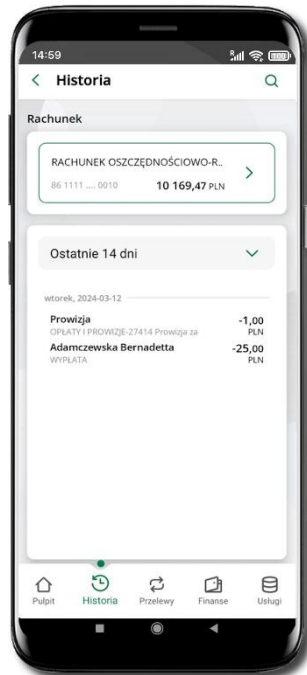 14:59
Historia
Rachunek
RACHUNEK OSZCZĘDNOŚCIOWO-R..
86 1111 .... 0010 10 169,47 PLN
Ostatnie 14 dni
wtorek, 2024-03-12
Prowizja -1,00
OPŁATY I PROWIZJE-27414 Prowizja za PLN
Adamczewska Bernadetta -25,00
WYPŁATA PLN
Pulpit Historia Przelewy Finanse Usługi